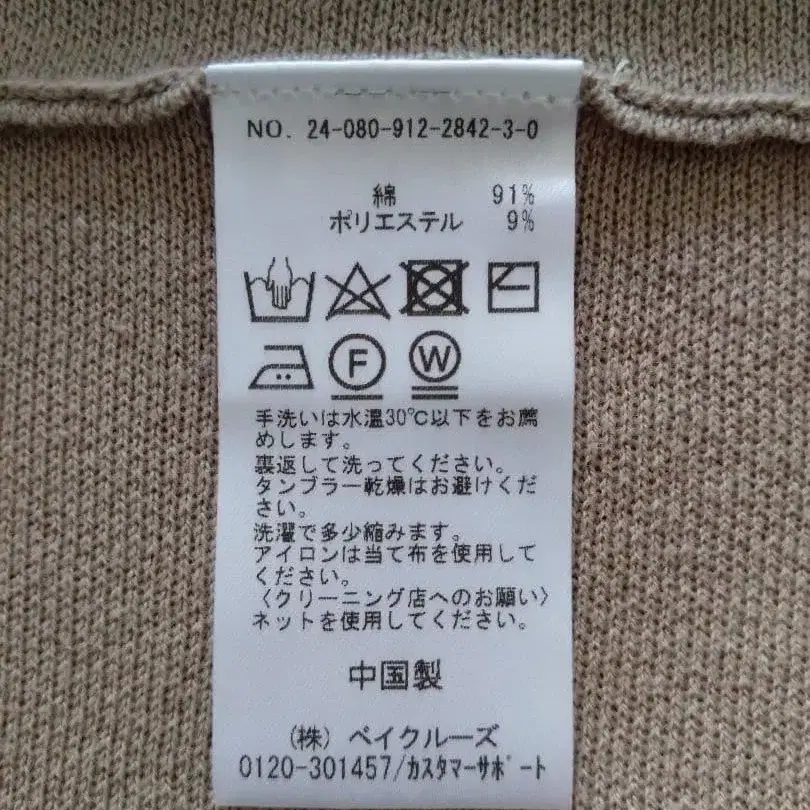 NO. 24-080-912-2842-3-0
綿 91%
ポリエステル 9%
F W
手洗いは水温30℃以下をお薦
めします。
裏返して洗ってください。
タンブラー乾燥はお避けくだ
さい。
洗濯で多少縮みます。
アイロンは当て布を使用して
ください。
〈クリーニング店へのお願い〉
ネットを使用してください。
中国製
(株) ベイクルーズ
0120-301457/カスタマーサポート